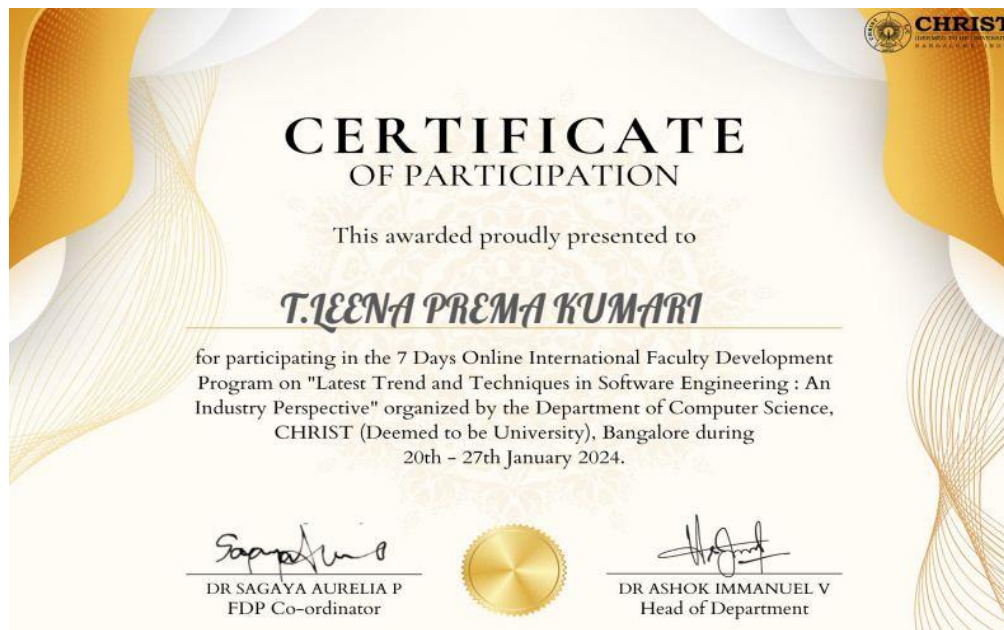 CHRIST
CERTIFICATE
OF PARTICIPATION
This awarded proudly presented to
T.LEENA PREMA KUMARI
for participating in the 7 Days Online International Faculty Development
Program on "Latest Trend and Techniques in Software Engineering : An
Industry Perspective" organized by the Department of Computer Science,
CHRIST (Deemed to be University), Bangalore during
20th - 27th January 2024.
DR SAGAYA AURELIA P
FDP Co-ordinator
DR ASHOK IMMANUEL V
Head of Department